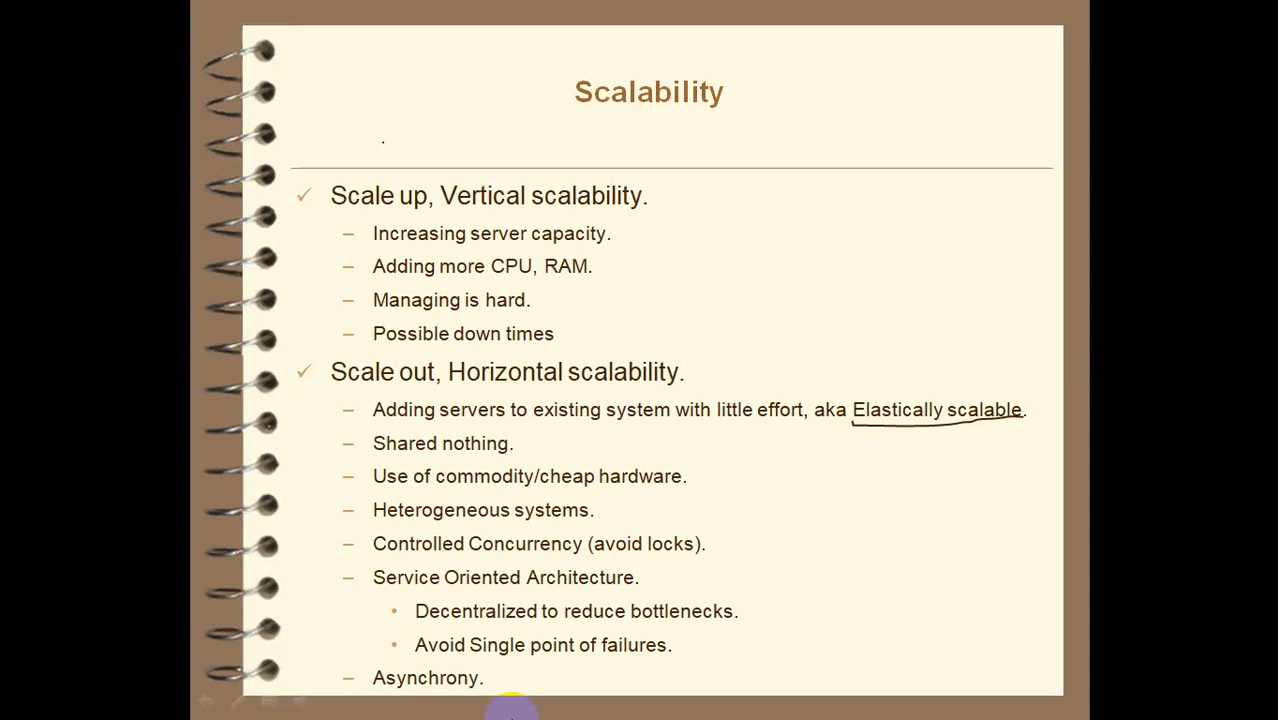 Scalability
Scale up, Vertical scalability.
– Increasing server capacity.
– Adding more CPU, RAM.
– Managing is hard.
– Possible down times
Scale out, Horizontal scalability.
– Adding servers to existing system with little effort, aka Elastically scalable.
– Shared nothing.
– Use of commodity/cheap hardware.
– Heterogeneous systems.
– Controlled Concurrency (avoid locks).
– Service Oriented Architecture.
• Decentralized to reduce bottlenecks.
• Avoid Single point of failures.
– Asynchrony.